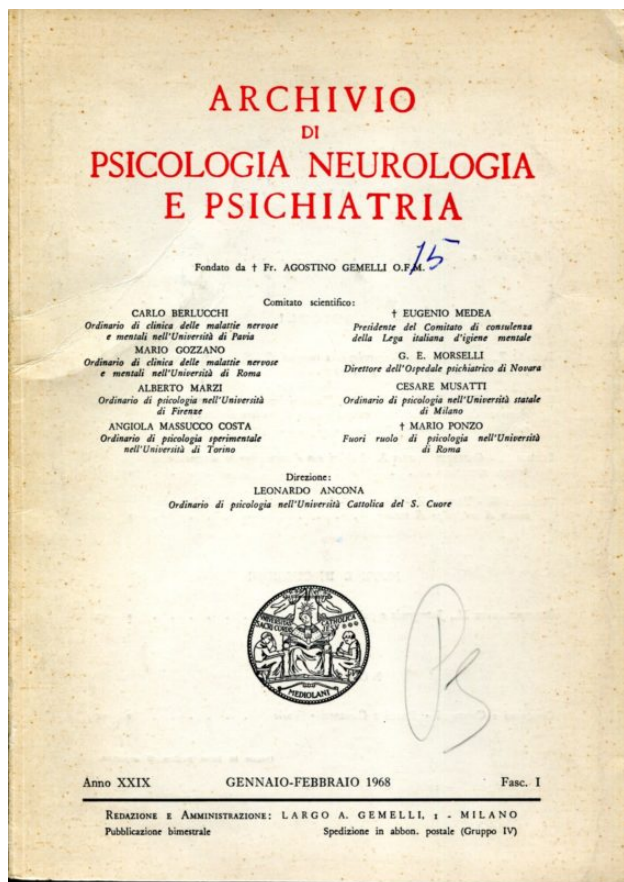 ARCHIVIO
DI
PSICOLOGIA NEUROLOGIA
E PSICHIATRIA
15
Fondato da † Fr. AGOSTINO GEMELLI O.F.M.
Comitato scientifico:
CARLO BERLUCCHI
Ordinario di clinica delle malattie nervose
e mentali nell'Università di Pavia
MARIO GOZZANO
Ordinario di clinica delle malattie nervose
e mentali nell'Università di Roma
ALBERTO MARZI
Ordinario di psicologia nell'Università
di Firenze
ANGIOLA MASSUCCO COSTA
Ordinario di psicologia sperimentale
nell'Università di Torino
† EUGENIO MEDEA
Presidente del Comitato di consulenza
della Lega italiana d'igiene mentale
G. E. MORSELLI
Direttore dell'Ospedale psichiatrico di Novara
CESARE MUSATTI
Ordinario di psicologia nell'Università statale
di Milano
† MARIO PONZO
Fuori ruolo di psicologia nell'Università
di Roma
Direzione:
LEONARDO ANCONA
Ordinario di psicologia nell'Università Cattolica del S. Cuore
MEDIOLANI
Anno XXIX GENNAIO-FEBBRAIO 1968 Fasc. I
REDAZIONE E AMMINISTRAZIONE: LARGO A. GEMELLI, 1 - MILANO
Pubblicazione bimestrale Spedizione in abbon. postale (Gruppo IV)